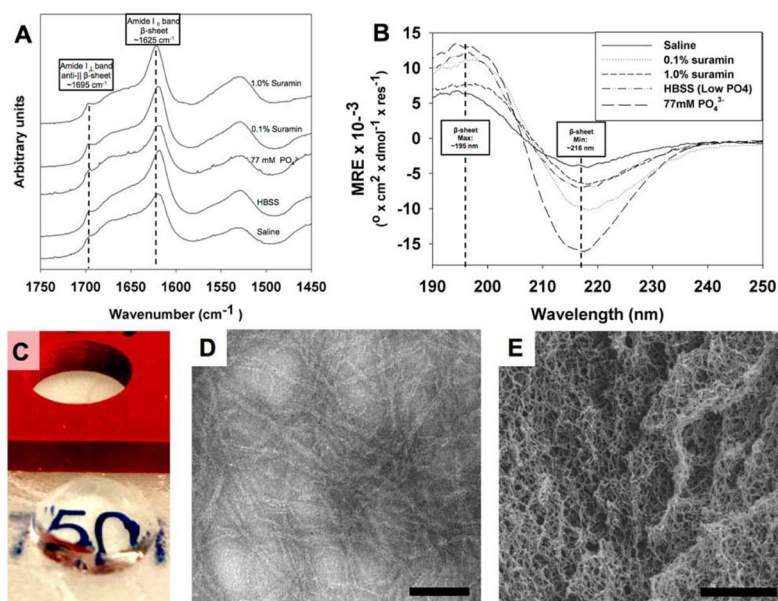 A
Amide I || band
β-sheet
~1625 cm-1
Amide I ⊥ band
anti-|| β-sheet
~1695 cm-1
1.0% Suramin
0.1% Suramin
77 mM PO43-
HBSS
Saline
Arbitrary units
1750 1700 1650 1600 1550 1500 1450
Wavenumber (cm-1)
B
Saline
0.1% suramin
1.0% suramin
HBSS (Low PO4)
77mM PO43-
β-sheet
Max:
~195 nm
β-sheet
Min:
~216 nm
MRE x 10-3
(o x cm2 x dmol-1 x res-1)
15
10
5
0
-5
-10
-15
190 200 210 220 230 240 250
Wavelength (nm)
C
50
D
E